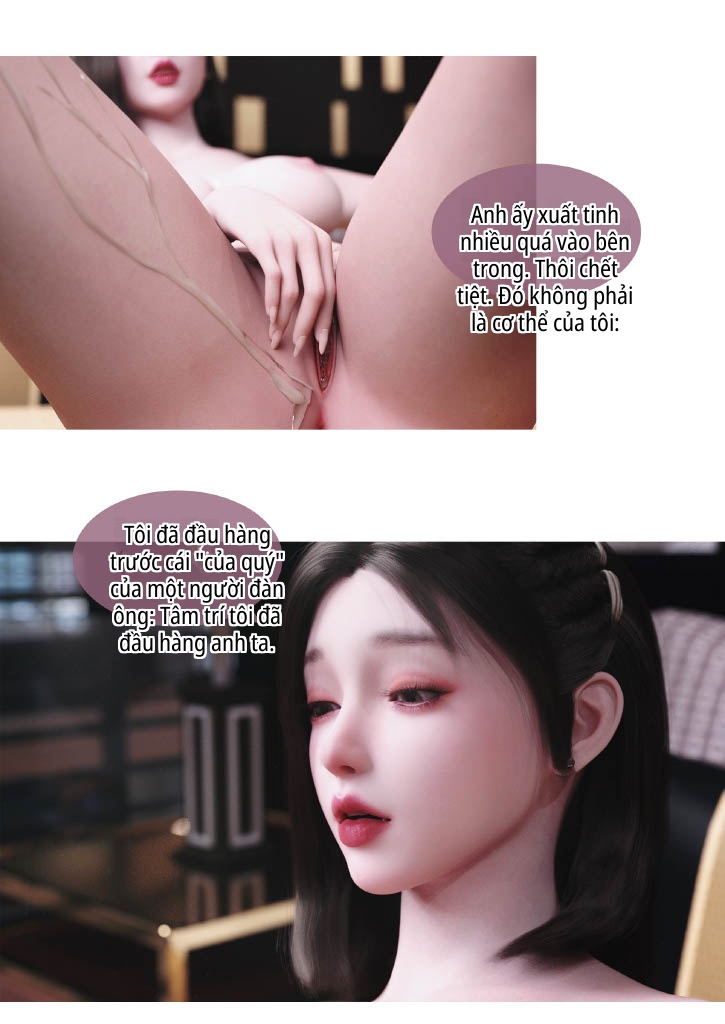 Anh ấy xuất tinh
nhiều quá vào bên
trong. Thôi chết
tiệt. Đó không phải
là cơ thể của tôi:
Tôi đã đầu hàng
trước cái "của quý"
của một người đàn
ông: Tâm trí tôi đã
đầu hàng anh ta.